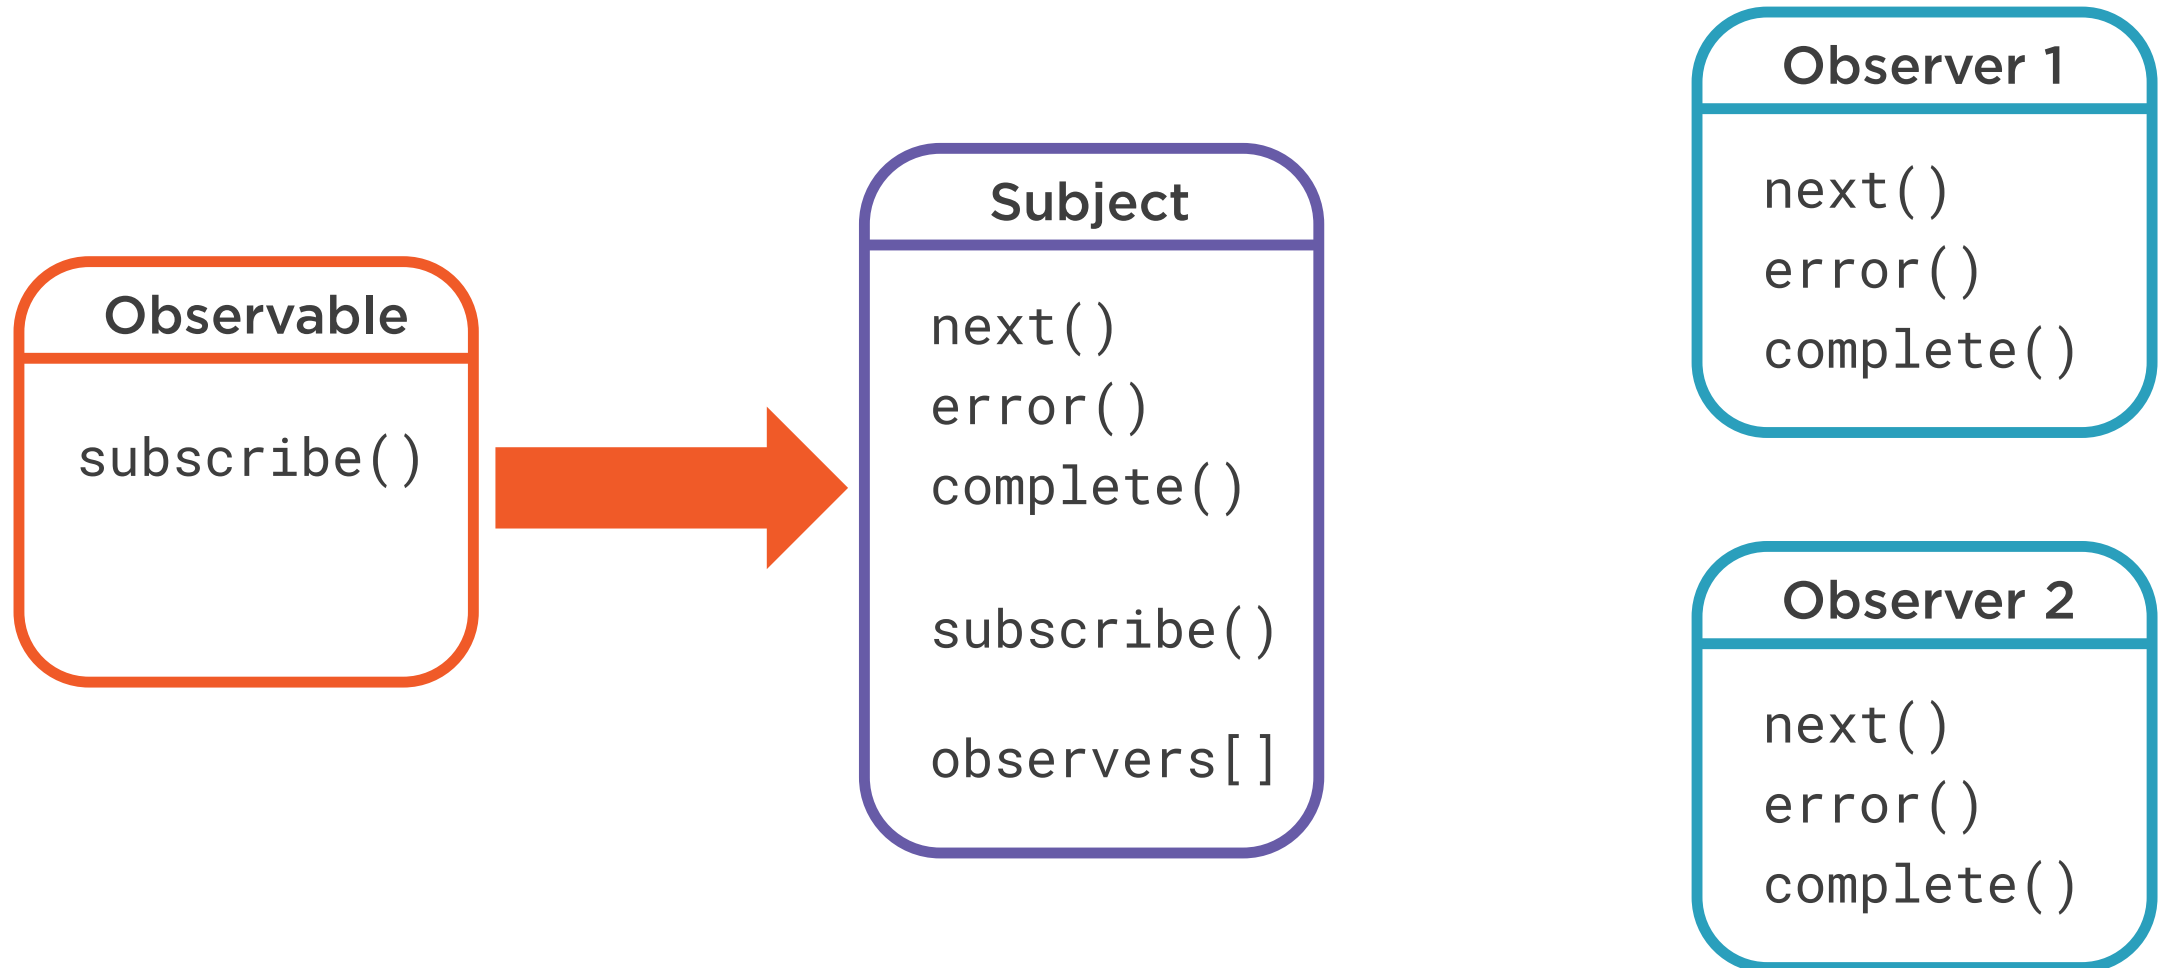 Observable
subscribe()
Subject
next()
error()
complete()
subscribe()
observers[]
Observer 1
next()
error()
complete()
Observer 2
next()
error()
complete()